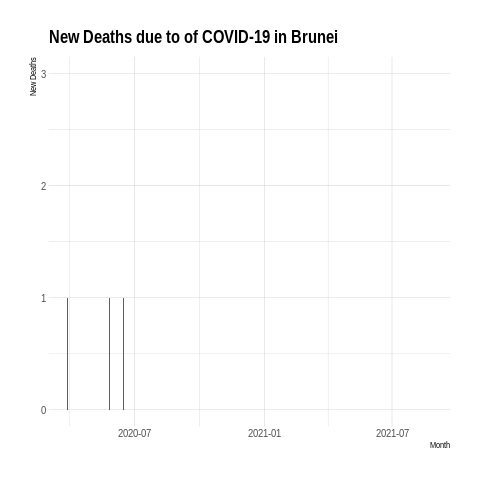 New Deaths due to of COVID-19 in Brunei
New Deaths
3
2
1
0
2020-07
2021-01
2021-07
Month